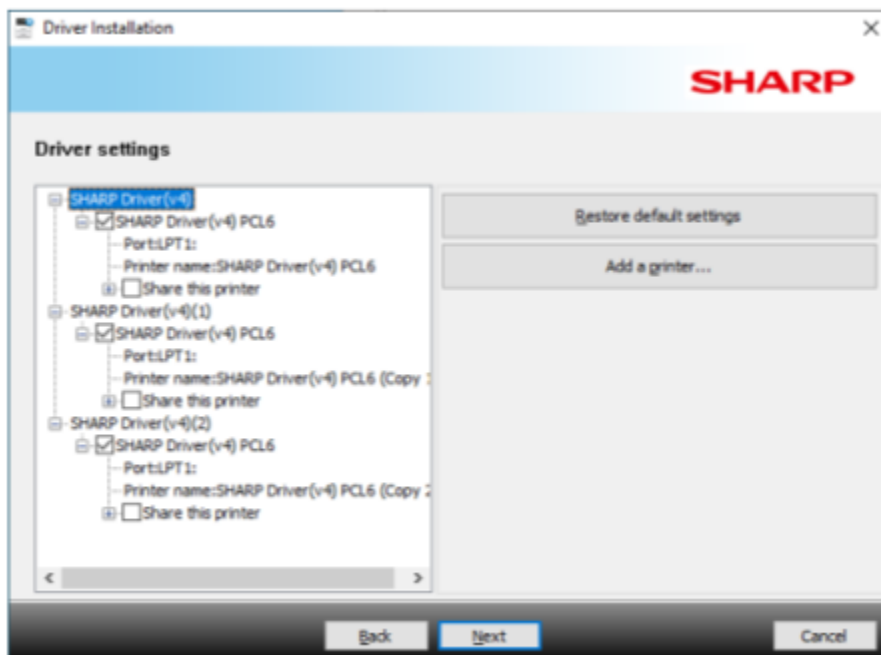 Driver Installation
SHARP
Driver settings
SHARP Driver(v4)
SHARP Driver(v4) PCL6
Port:LPT1:
Printer name:SHARP Driver(v4) PCL6
Share this printer
SHARP Driver(v4)(1)
SHARP Driver(v4) PCL6
Port:LPT1:
Printer name:SHARP Driver(v4) PCL6 (Copy 1
Share this printer
SHARP Driver(v4)(2)
SHARP Driver(v4) PCL6
Port:LPT1:
Printer name:SHARP Driver(v4) PCL6 (Copy 2
Share this printer
Restore default settings
Add a printer...
Back
Next
Cancel